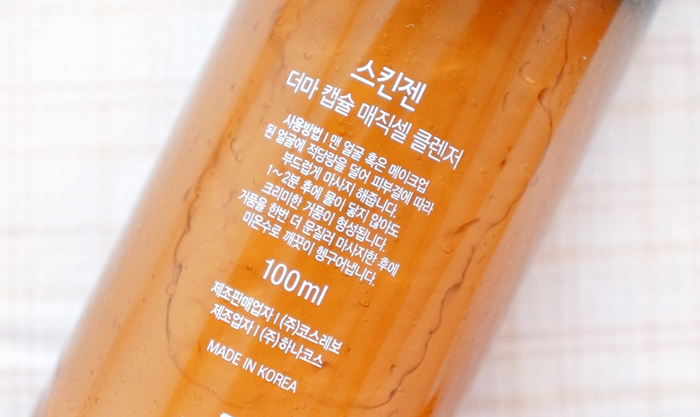 스킨젠
더마 캡슐 매직셀 클렌저
사용방법 | 맨 얼굴 혹은 메이크업
된 얼굴에 적당량을 덜어 피부결에 따라
부드럽게 마사지 해줍니다.
1~2분 후에 물이 닿지 않아도
크리미한 거품이 형성됩니다.
거품을 한번 더 문질러 마사지한 후에
미온수로 깨끗이 헹구어냅니다.
100ml
제조판매업자 | (주)코스레보
제조업자 | (주)하나코스
MADE IN KOREA